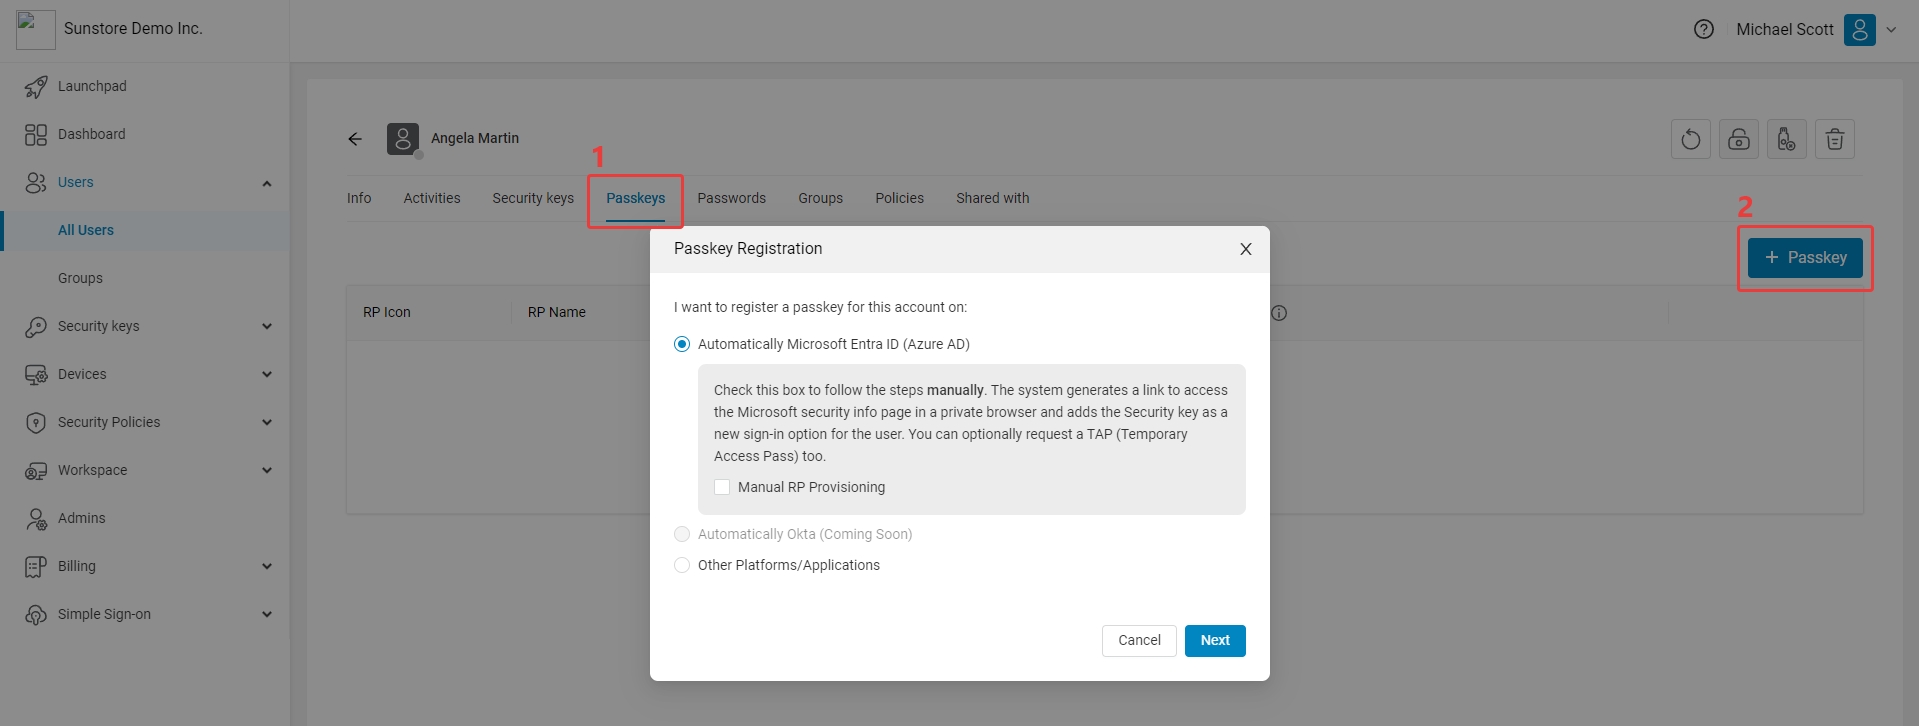 Sunstore Demo Inc.
Michael Scott
Launchpad
Dashboard
Users
All Users
Groups
Security keys
Devices
Security Policies
Workspace
Admins
Billing
Simple Sign-on
Angela Martin
1
Info Activities Security keys Passkeys Passwords Groups Policies Shared with
2
+ Passkey
RP Icon RP Name
Passkey Registration X
I want to register a passkey for this account on:
Automatically Microsoft Entra ID (Azure AD)
Check this box to follow the steps manually. The system generates a link to access
the Microsoft security info page in a private browser and adds the Security key as a
new sign-in option for the user. You can optionally request a TAP (Temporary
Access Pass) too.
Manual RP Provisioning
Automatically Okta (Coming Soon)
Other Platforms/Applications
Cancel Next